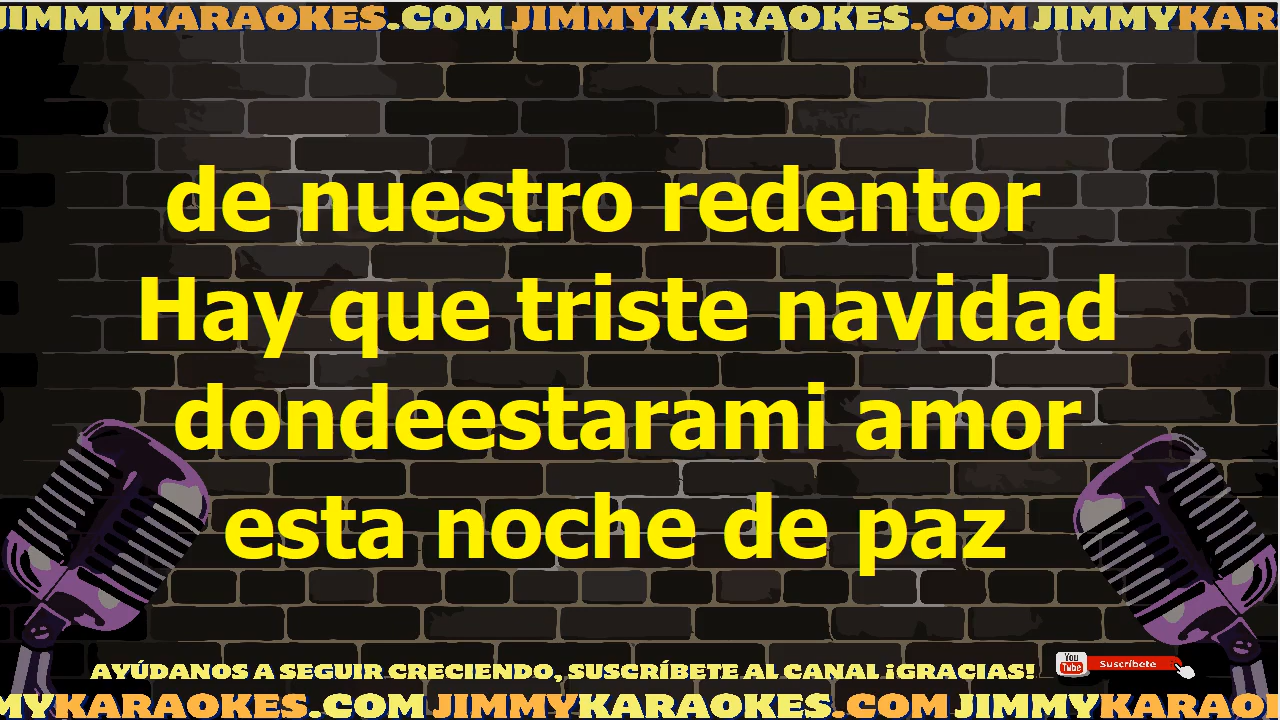 JIMMYKARAOKES.COM JIMMYKARAOKES.COM JIMMYKAR
de nuestro redentor
Hay que triste navidad
dondeestarami amor
esta noche de paz
AYÚDANOS A SEGUIR CRECIENDO, SUSCRÍBETE AL CANAL ¡GRACIAS!
You Tube Suscríbete
MYKARAOKES.COM JIMMYKARAOKES.COM JIMMYKARAO